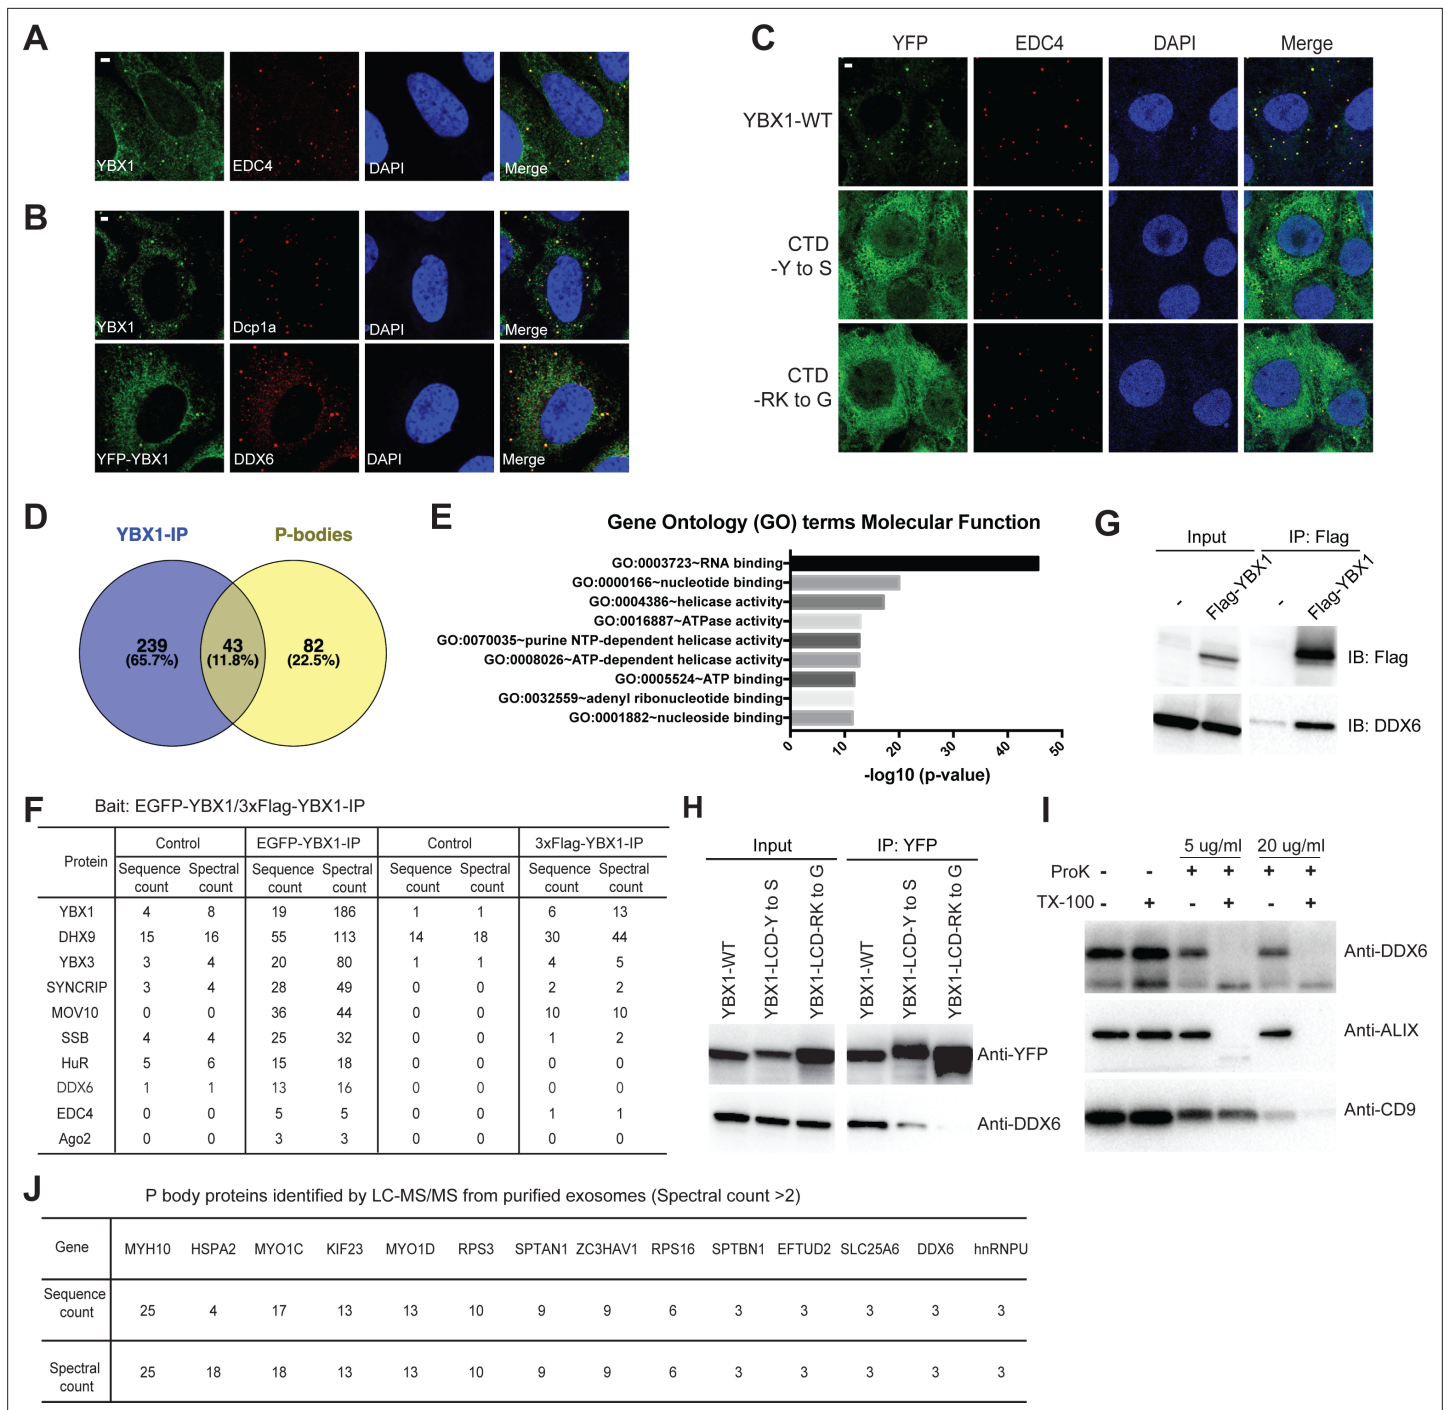 A
YBX1
EDC4
DAPI
Merge
B
YBX1
Dcp1a
DAPI
Merge
YFP-YBX1
DDX6
DAPI
Merge
C
YFP EDC4 DAPI Merge
YBX1-WT
CTD
-Y to S
CTD
-RK to G
D
YBX1-IP P-bodies
239 43 82
(65.7%) (11.8%) (22.5%)
E
Gene Ontology (GO) terms Molecular Function
GO:0003723~RNA binding
GO:0000166~nucleotide binding
GO:0004386~helicase activity
GO:0016887~ATPase activity
GO:0070035~purine NTP-dependent helicase activity
GO:0008026~ATP-dependent helicase activity
GO:0005524~ATP binding
GO:0032559~adenyl ribonucleotide binding
GO:0001882~nucleoside binding
0 10 20 30 40 50
-log10 (p-value)
G
Input IP: Flag
- Flag-YBX1 - Flag-YBX1
IB: Flag
IB: DDX6
F
Bait: EGFP-YBX1/3xFlag-YBX1-IP
Protein Control EGFP-YBX1-IP Control 3xFlag-YBX1-IP
Sequence Spectral Sequence Spectral Sequence Spectral Sequence Spectral
count count count count count count count count
YBX1 4 8 19 186 1 1 6 13
DHX9 15 16 55 113 14 18 30 44
YBX3 3 4 20 80 1 1 4 5
SYNCRIP 3 4 28 49 0 0 2 2
MOV10 0 0 36 44 0 0 10 10
SSB 4 4 25 32 0 0 1 2
HuR 5 6 15 18 0 0 0 0
DDX6 1 1 13 16 0 0 0 0
EDC4 0 0 5 5 0 0 1 1
Ago2 0 0 3 3 0 0 0 0
H
Input IP: YFP
YBX1-WT
YBX1-LCD-Y to S
YBX1-LCD-RK to G
YBX1-WT
YBX1-LCD-Y to S
YBX1-LCD-RK to G
Anti-YFP
Anti-DDX6
I
5 ug/ml 20 ug/ml
ProK - - + + + +
TX-100 - + - + - +
Anti-DDX6
Anti-ALIX
Anti-CD9
J
P body proteins identified by LC-MS/MS from purified exosomes (Spectral count >2)
Gene MYH10 HSPA2 MYO1C KIF23 MYO1D RPS3 SPTAN1 ZC3HAV1 RPS16 SPTBN1 EFTUD2 SLC25A6 DDX6 hnRNPU
Sequence
count 25 4 17 13 13 10 9 9 6 3 3 3 3 3
Spectral
count 25 18 18 13 13 10 9 9 6 3 3 3 3 3